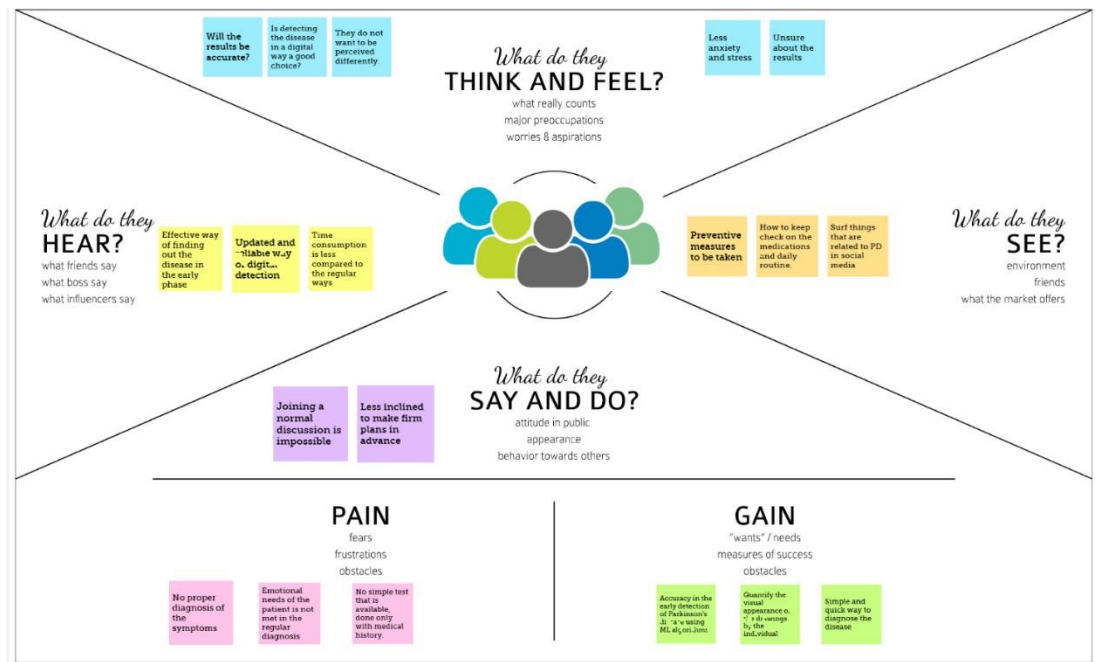 Will the
results be
accurate?
Is detecting
the disease
in a digital
way a good
choice?
They do not
want to be
perceived
differently.
What do they
THINK AND FEEL?
what really counts
major preoccupations
worries & aspirations
Less
anxiety
and stress
Unsure
about the
results
What do they
HEAR?
what friends say
what boss say
what influencers say
Effective way
of finding
out the
disease in
the early
phase
Updated and
way
detection
Time
consumption
is less
compared to
the regular
ways
Preventive
measures
to be taken
How to keep
check on the
medications
and daily
routine.
Surf things
that are
related to PD
in social
media
What do they
SEE?
environment
friends
what the market offers
What do they
SAY AND DO?
attitude in public
appearance
behavior towards others
Joining a
normal
discussion is
impossible
Less inclined
to make firm
plans in
advance
PAIN
fears
frustrations
obstacles
No proper
diagnosis of
the
symptoms
Emotional
needs of the
patient is not
met in the
regular
diagnosis
No simple test
that is
available,
done only
with medical
history.
GAIN
"wants" / needs
measures of success
obstacles
Accuracy in the
early detection
of Parkinson's
using
ML
Quantify the
visual
appearance
by the
individual
Simple and
quick way to
diagnose the
disease